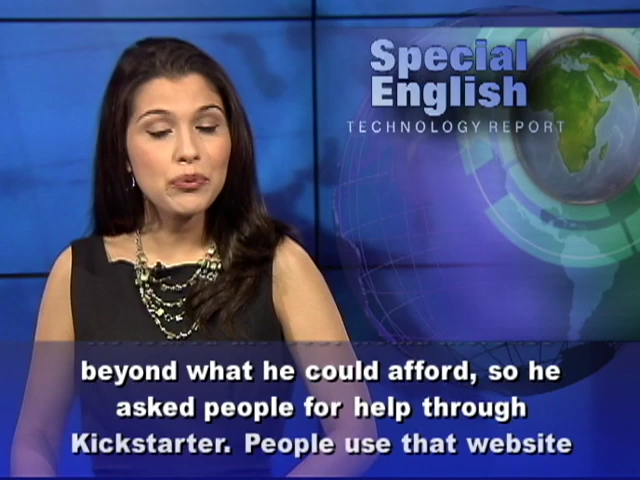 Special
English
TECHNOLOGY REPORT
beyond what he could afford, so he
asked people for help through
Kickstarter. People use that website